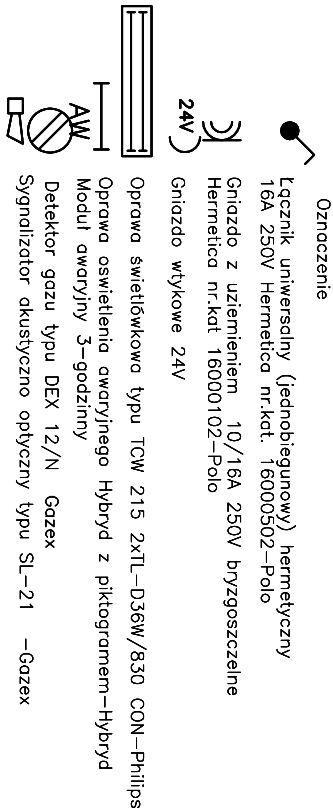 Oznaczenie
Łącznik uniwersalny (jednobiegunowy) hermetyczny
16A 250V Hermetica nr.kat. 16000502-Polo
Gniazdo z uziemieniem 10/16A 250V bryzgoszczelne
Hermetica nr.kat 16000102-Polo
24V
Gniazdo wtykowe 24V
Oprawa świetlówkowa typu TCW 215 2xTL-D36W/830 CON-Philips
Oprawa oswietlenia awaryjnego Hybryd z piktogramem-Hybryd
AW
Moduł awaryjny 3-godzinny
Detektor gazu typu DEX 12/N Gazex
Sygnalizator akustyczno optyczny typu SL-21 -Gazex